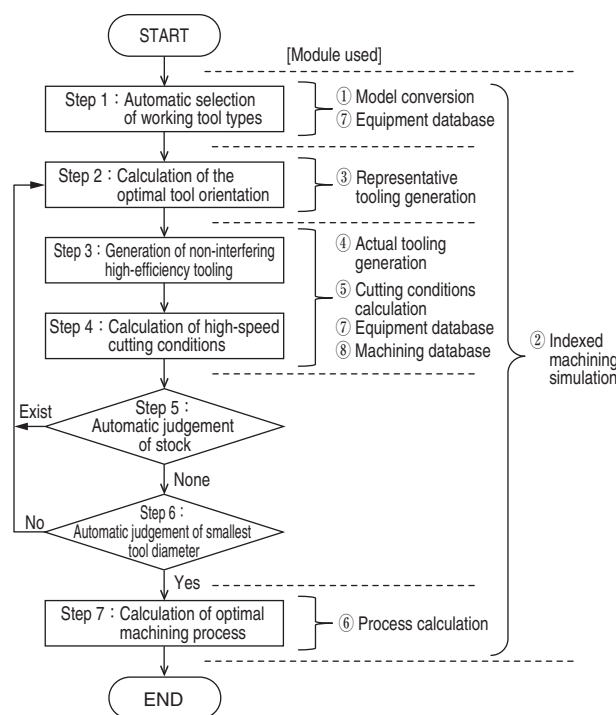 START
[Module used]
Step 1：Automatic selection
of working tool types
① Model conversion
⑦ Equipment database
Step 2：Calculation of the
optimal tool orientation
③ Representative
tooling generation
Step 3：Generation of non-interfering
high-efficiency tooling
④ Actual tooling
generation
⑤ Cutting conditions
calculation
⑦ Equipment database
⑧ Machining database
Step 4：Calculation of high-speed
cutting conditions
② Indexed
machining
simulation
Exist
Step 5：
Automatic judgement
of stock
None
No
Step 6：
Automatic judgement of smallest
tool diameter
Yes
Step 7：Calculation of optimal
machining process
⑥ Process calculation
END